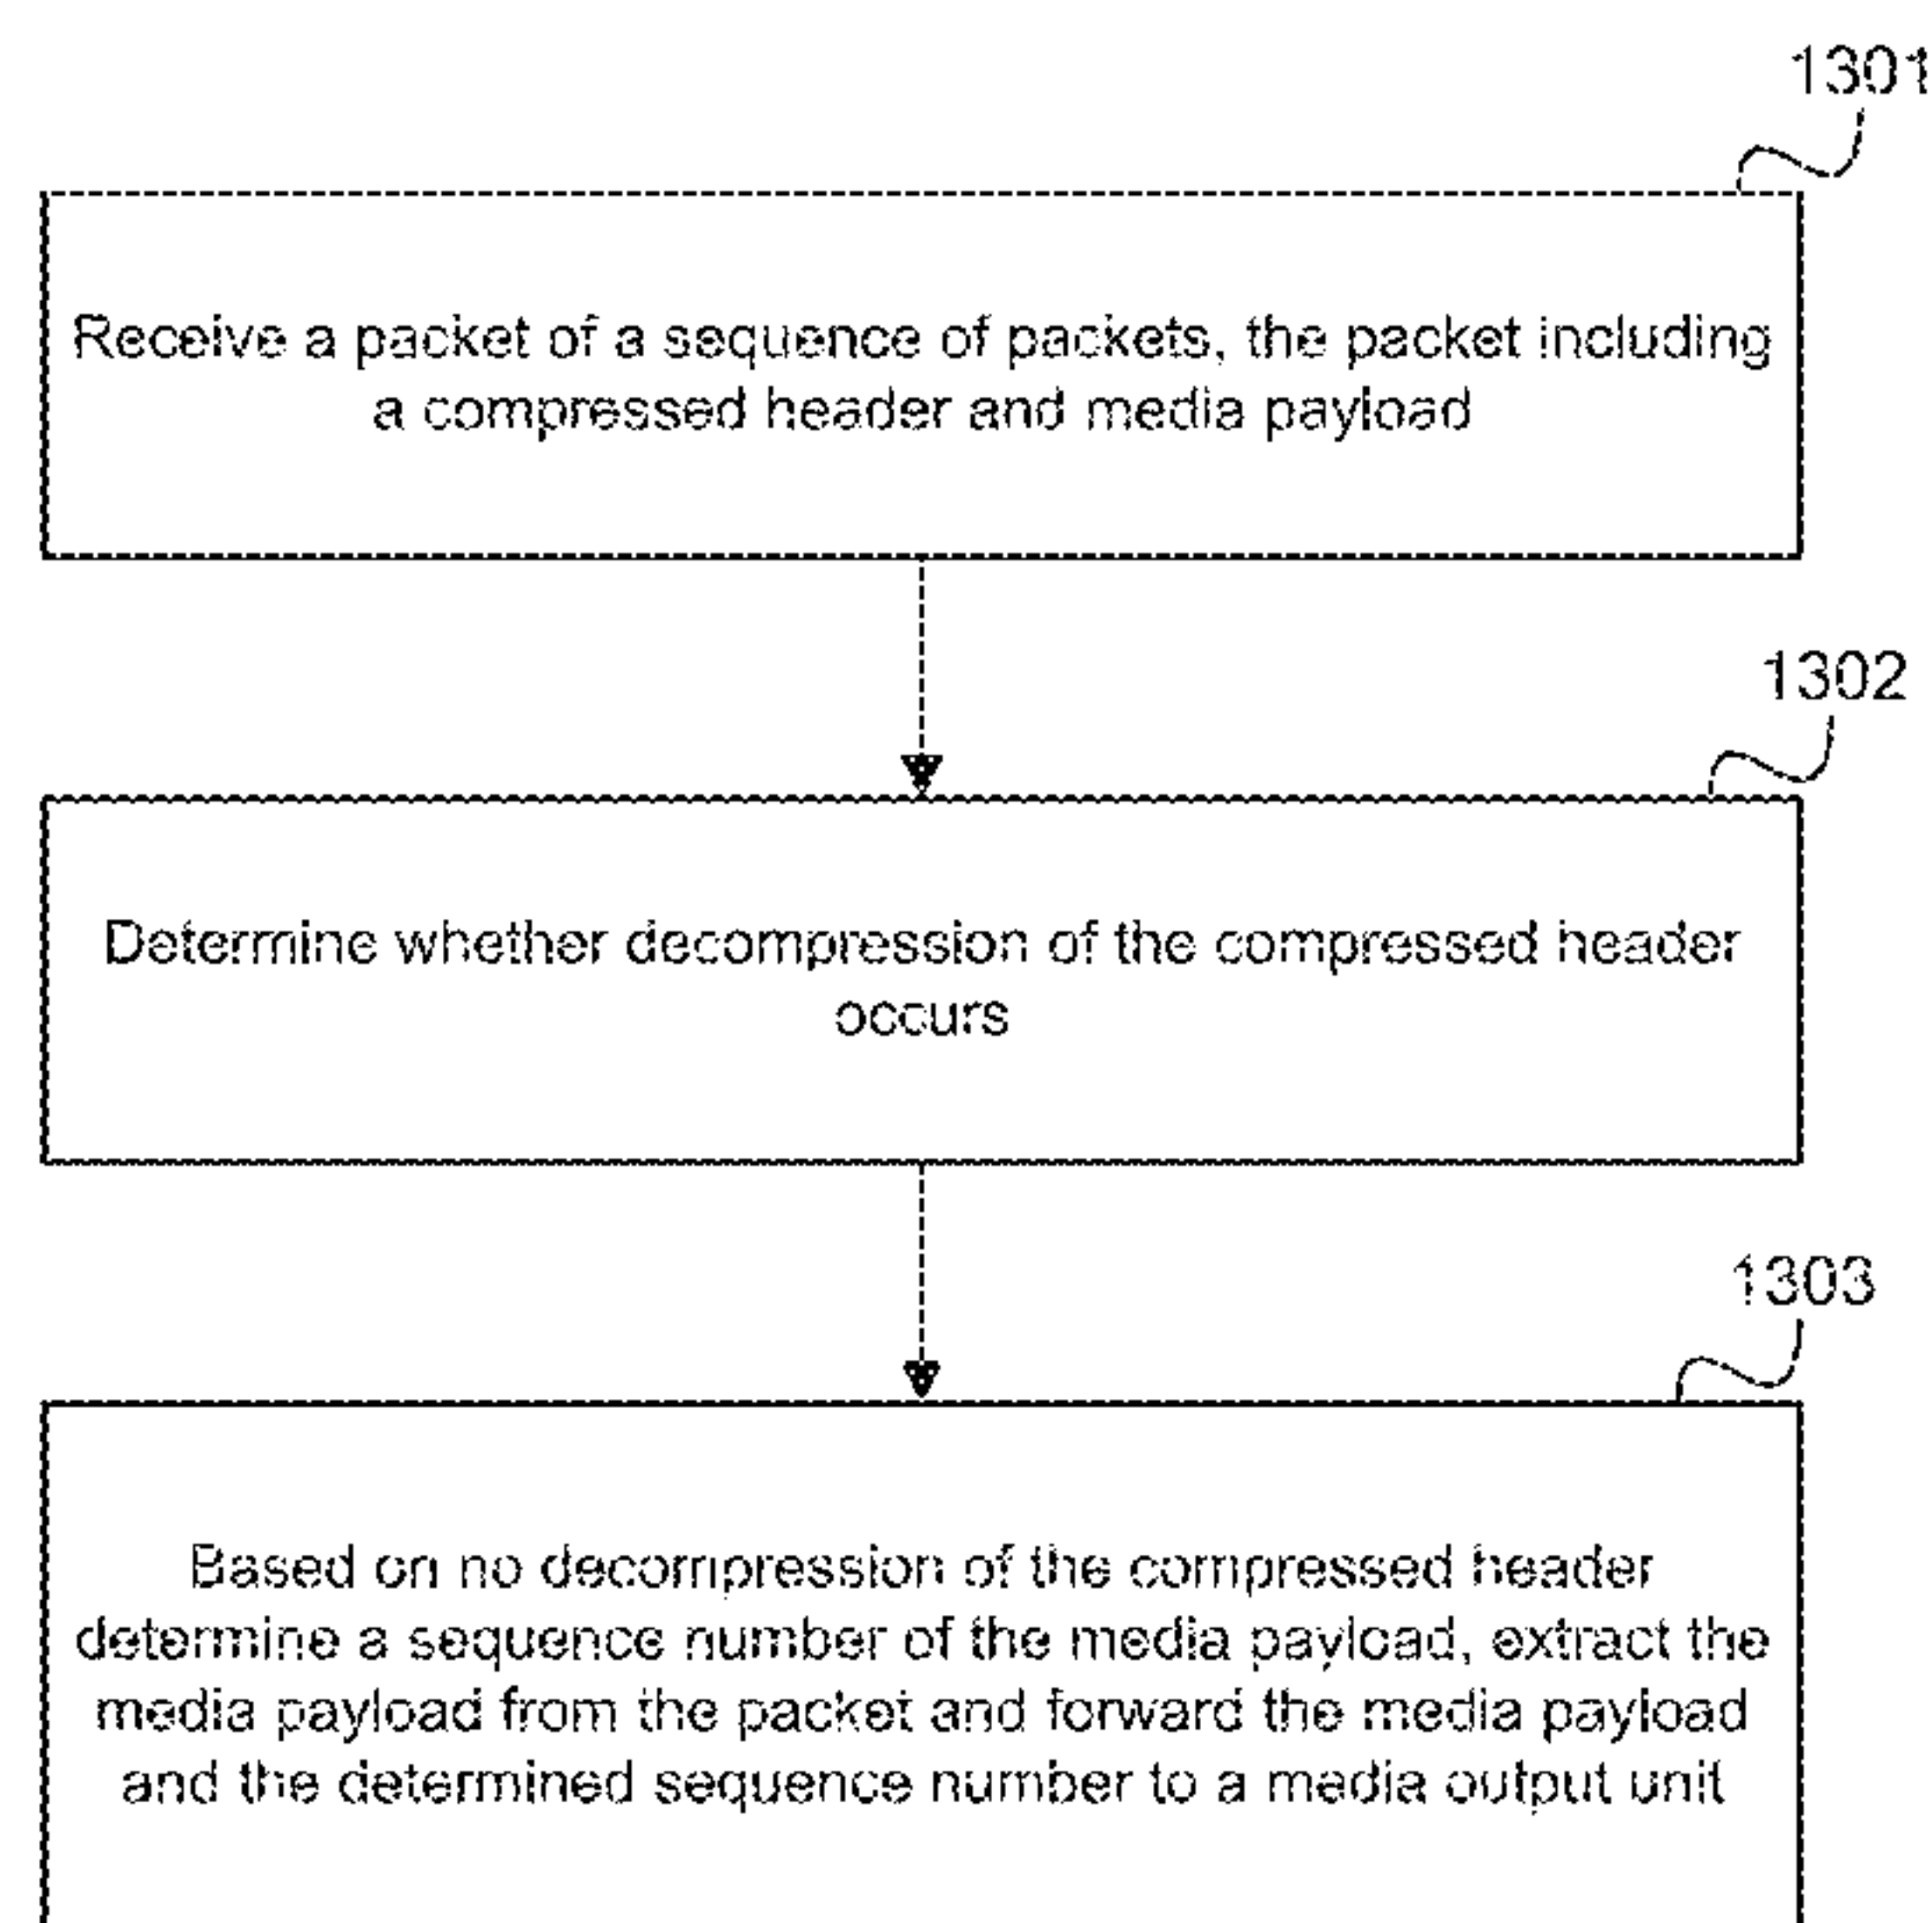 1301
Receive a packet of a sequence of packets, the packet including
a compressed header and media payload
1302
Determine whether decompression of the compressed header
occurs
1303
Based on no decompression of the compressed header
determine a sequence number of the media payload, extract the
media payload from the packet and forward the media payload
and the determined sequence number to a media output unit